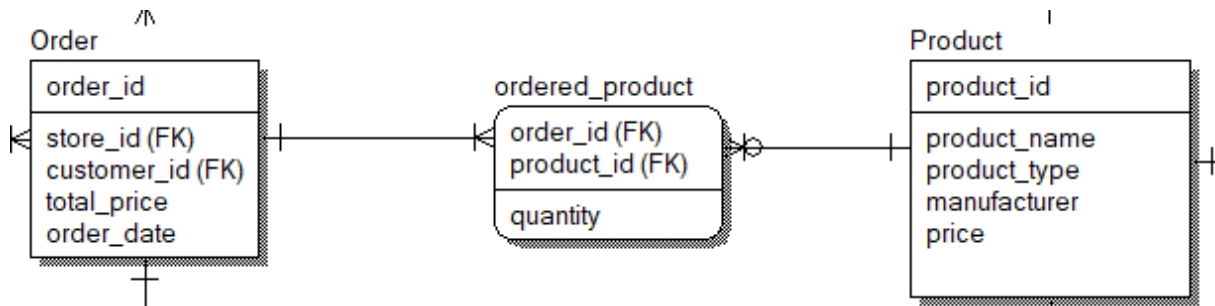 Order
order_id
store_id (FK)
customer_id (FK)
total_price
order_date
ordered_product
order_id (FK)
product_id (FK)
quantity
Product
product_id
product_name
product_type
manufacturer
price